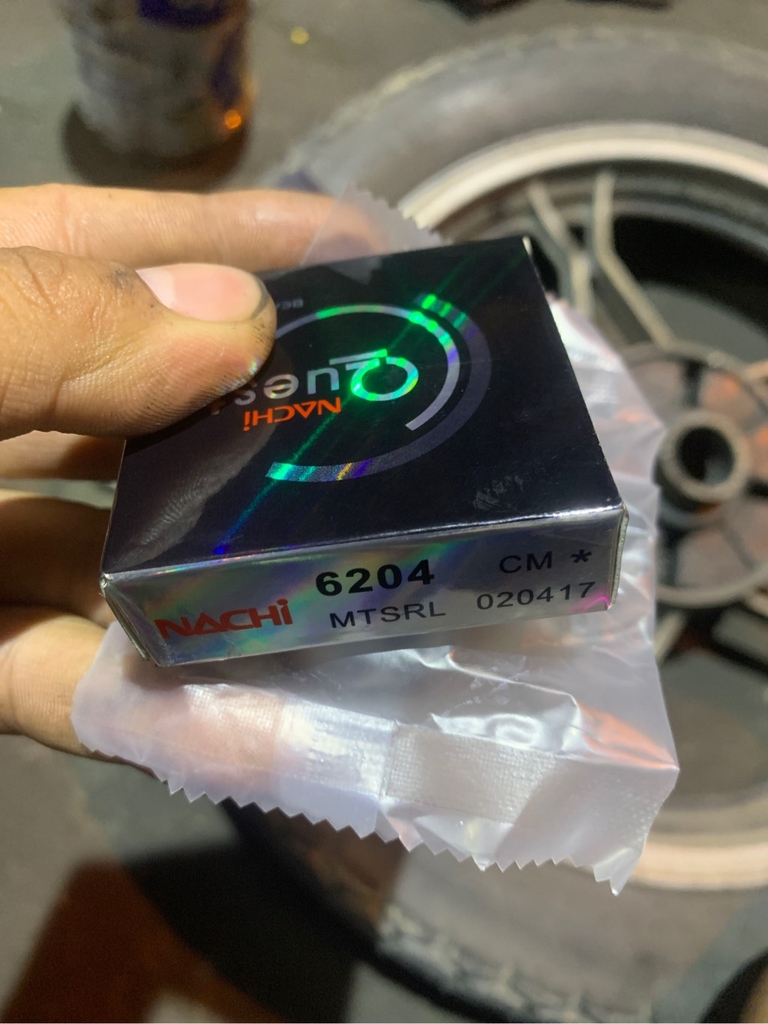 Quest
NACHi
NACHi 6204 CM *
MTSRL 020417